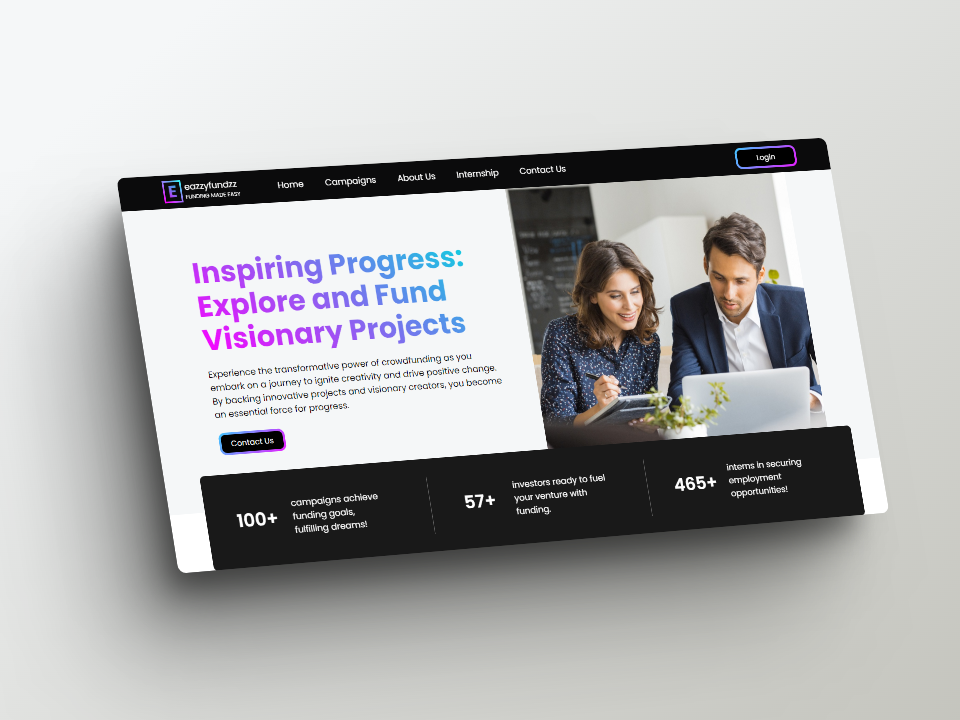 E
eazzyfundzz
FUNDING MADE EASY
Home
Campaigns
About Us
Internship
Contact Us
Login
Inspiring Progress:
Explore and Fund
Visionary Projects
Experience the transformative power of crowdfunding as you
embark on a journey to ignite creativity and drive positive change.
By backing innovative projects and visionary creators, you become
an essential force for progress.
Contact Us
100+
campaigns achieve
funding goals,
fulfilling dreams!
57+
investors ready to fuel
your venture with
funding.
465+
interns in securing
employment
opportunities!